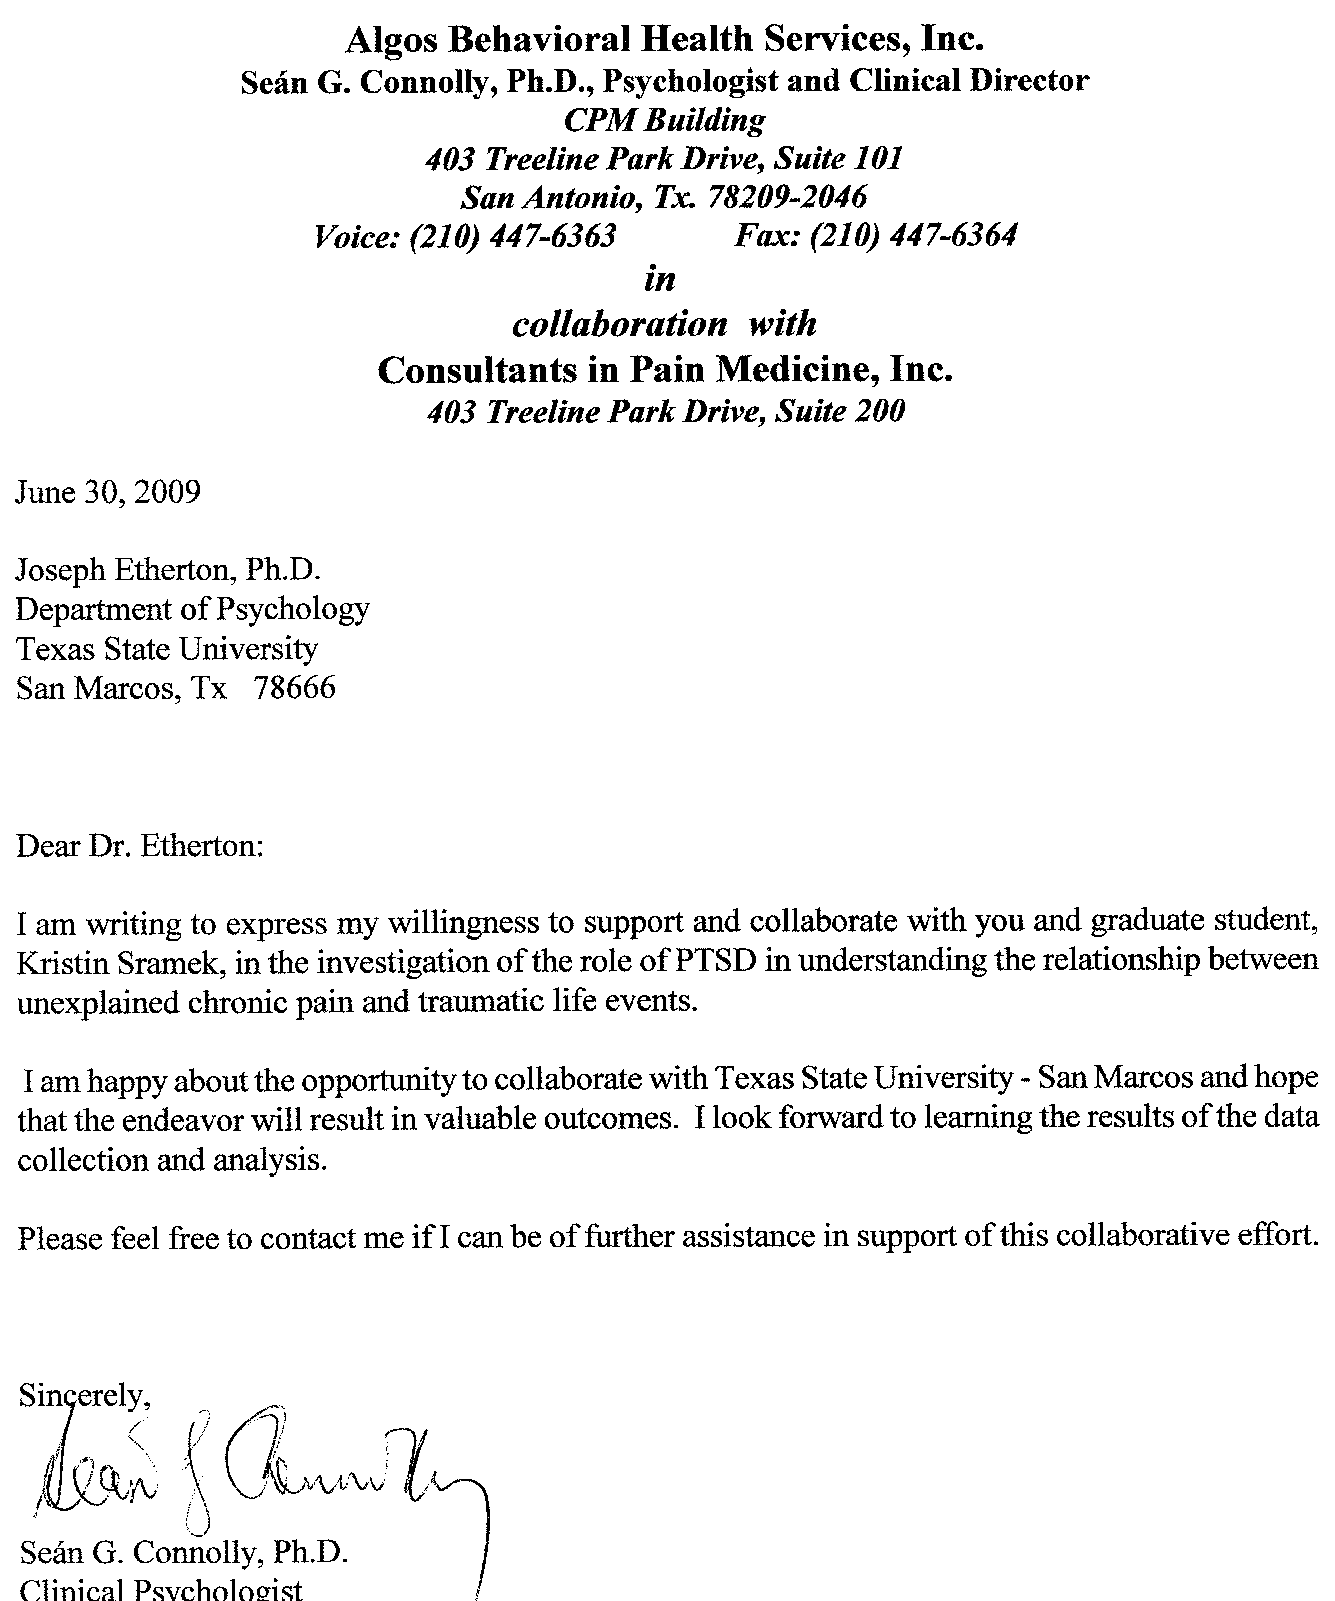 Algos Behavioral Health Services, Inc.
Seán G. Connolly, Ph.D., Psychologist and Clinical Director
CPM Building
403 Treeline Park Drive, Suite 101
San Antonio, Tx. 78209-2046
Voice: (210) 447-6363 Fax: (210) 447-6364
in
collaboration with
Consultants in Pain Medicine, Inc.
403 Treeline Park Drive, Suite 200
June 30, 2009
Joseph Etherton, Ph.D.
Department of Psychology
Texas State University
San Marcos, Tx 78666
Dear Dr. Etherton:
I am writing to express my willingness to support and collaborate with you and graduate student,
Kristin Sramek, in the investigation of the role of PTSD in understanding the relationship between
unexplained chronic pain and traumatic life events.
I am happy about the opportunity to collaborate with Texas State University - San Marcos and hope
that the endeavor will result in valuable outcomes. I look forward to learning the results of the data
collection and analysis.
Please feel free to contact me if I can be of further assistance in support of this collaborative effort.
Sincerely,
Seán G Connolly
Seán G. Connolly, Ph.D.
Clinical Psychologist